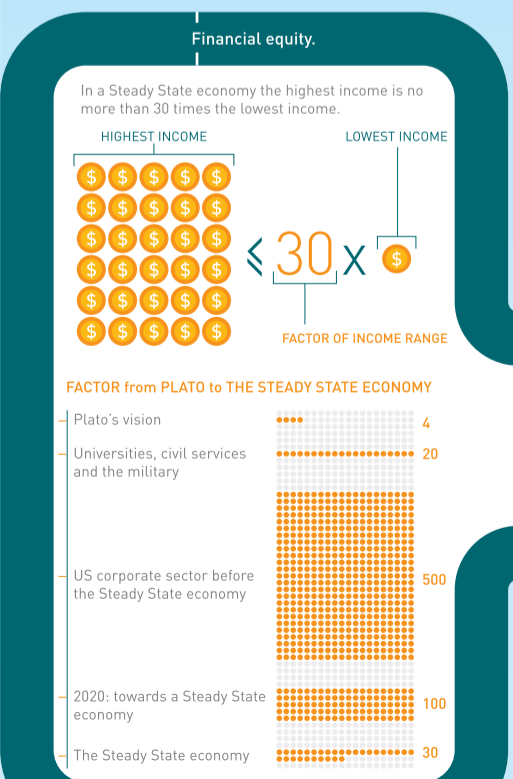 Financial equity.
In a Steady State economy the highest income is no
more than 30 times the lowest income.
HIGHEST INCOME
LOWEST INCOME
$ $ $ $ $
$ $ $ $ $
$ $ $ $ $
$ $ $ $ $
$ $ $ $ $
$ $ $ $ $
≤ 30 x $
FACTOR OF INCOME RANGE
FACTOR from PLATO to THE STEADY STATE ECONOMY
Plato's vision
4
Universities, civil services
and the military
20
US corporate sector before
the Steady State economy
500
2020: towards a Steady State
economy
100
The Steady State economy
30